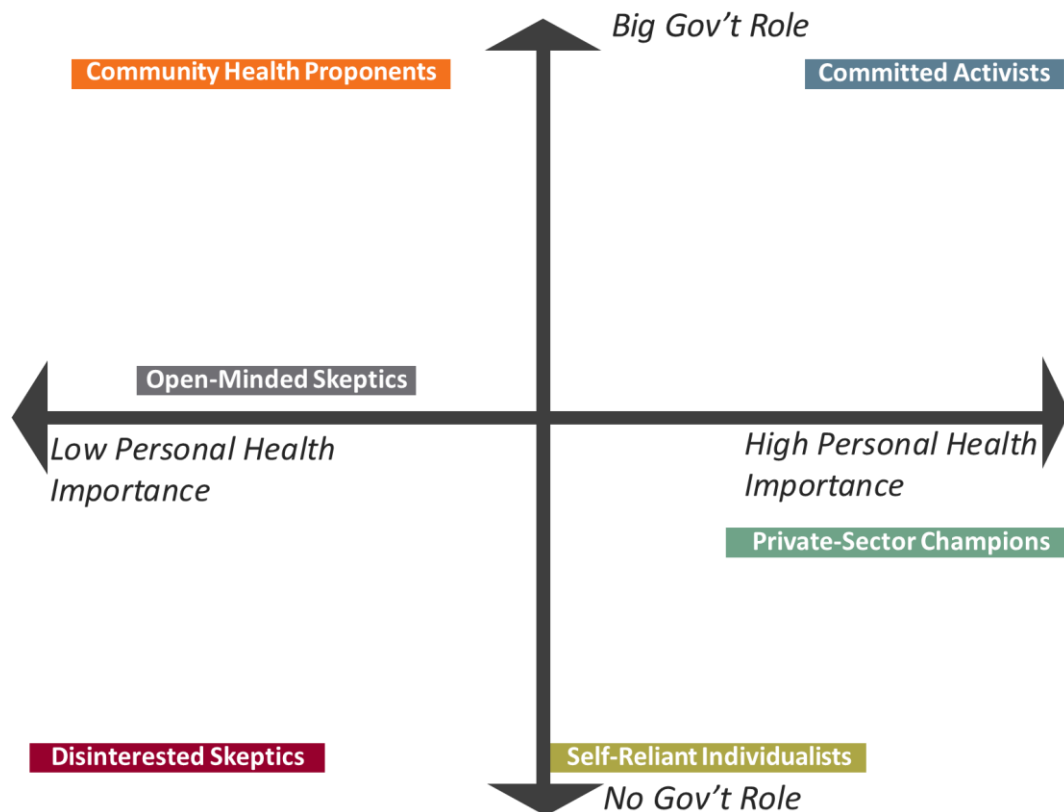 Big Gov't Role
Community Health Proponents
Committed Activists
Open-Minded Skeptics
Low Personal Health
Importance
High Personal Health
Importance
Private-Sector Champions
Disinterested Skeptics
Self-Reliant Individualists
No Gov't Role